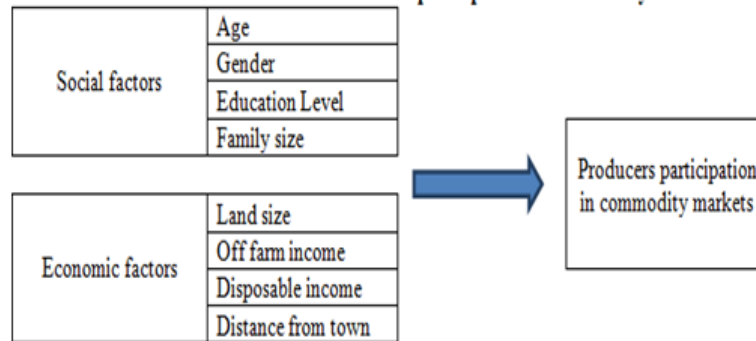 Social factors
Age
Gender
Education Level
Family size
Economic factors
Land size
Off farm income
Disposable income
Distance from town
Producers participation
in commodity markets